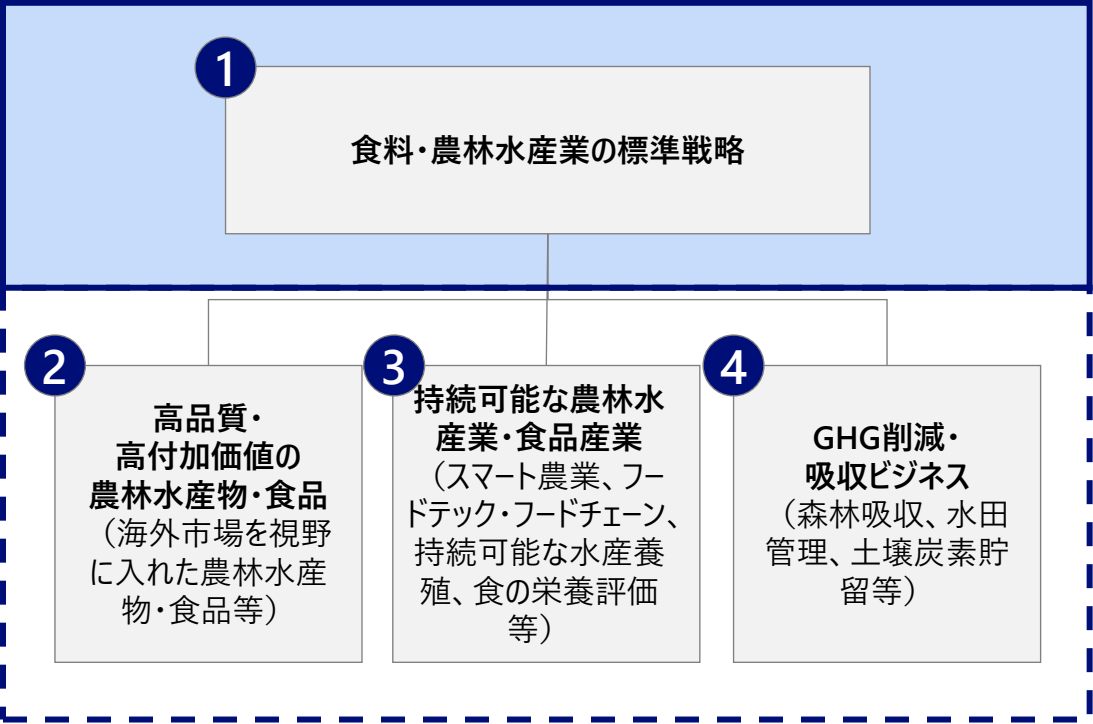 1
食料・農林水産業の標準戦略
2
高品質・
高付加価値の
農林水産物・食品
（海外市場を視野
に入れた農林水産
物・食品等）
3
持続可能な農林水
産業・食品産業
（スマート農業、フー
ドテック・フードチェーン、
持続可能な水産養
殖、食の栄養評価
等）
4
GHG削減・
吸収ビジネス
（森林吸収、水田
管理、土壌炭素貯
留等）